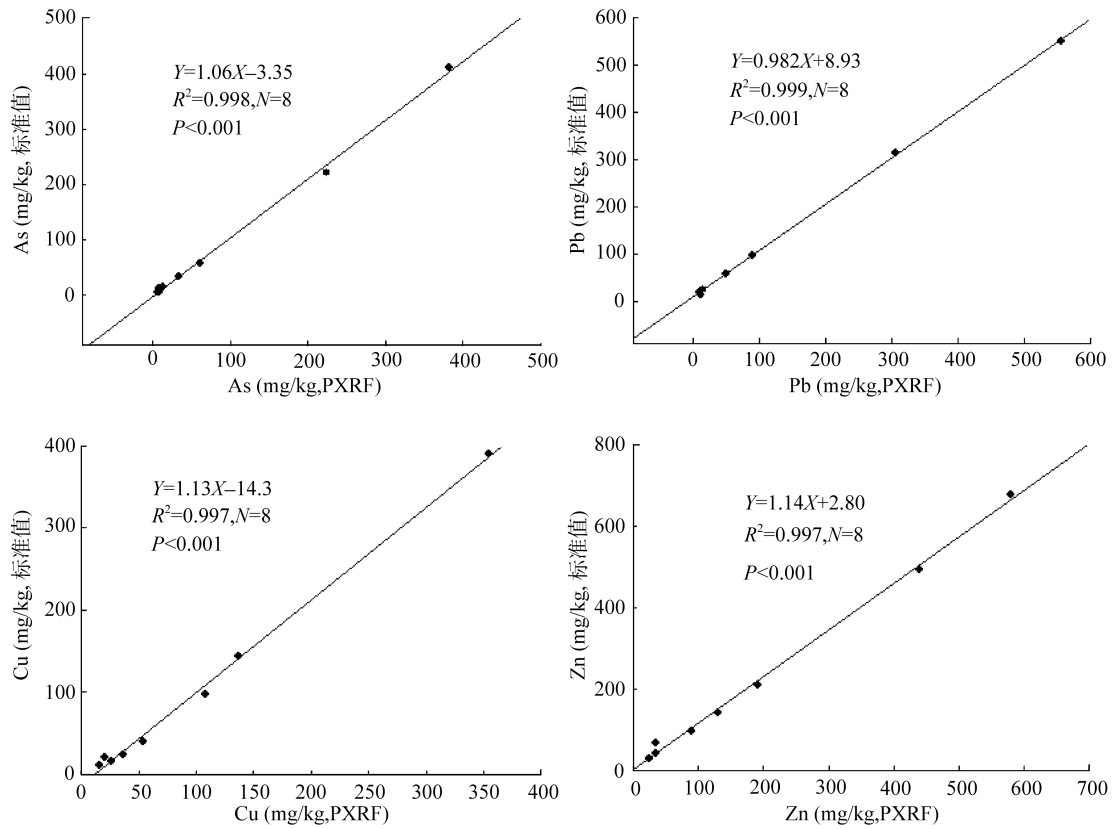 500
400
300
200
100
0
As (mg/kg, 标准值)
Y=1.06X–3.35
R²=0.998,N=8
P<0.001
0 100 200 300 400 500
As (mg/kg,PXRF)
600
500
400
300
200
100
0
Pb (mg/kg, 标准值)
Y=0.982X+8.93
R²=0.999,N=8
P<0.001
0 100 200 300 400 500 600
Pb (mg/kg,PXRF)
400
300
200
100
0
Cu (mg/kg, 标准值)
Y=1.13X–14.3
R²=0.997,N=8
P<0.001
0 50 100 150 200 250 300 350 400
Cu (mg/kg,PXRF)
800
600
400
200
0
Zn (mg/kg, 标准值)
Y=1.14X+2.80
R²=0.997,N=8
P<0.001
0 100 200 300 400 500 600 700
Zn (mg/kg,PXRF)